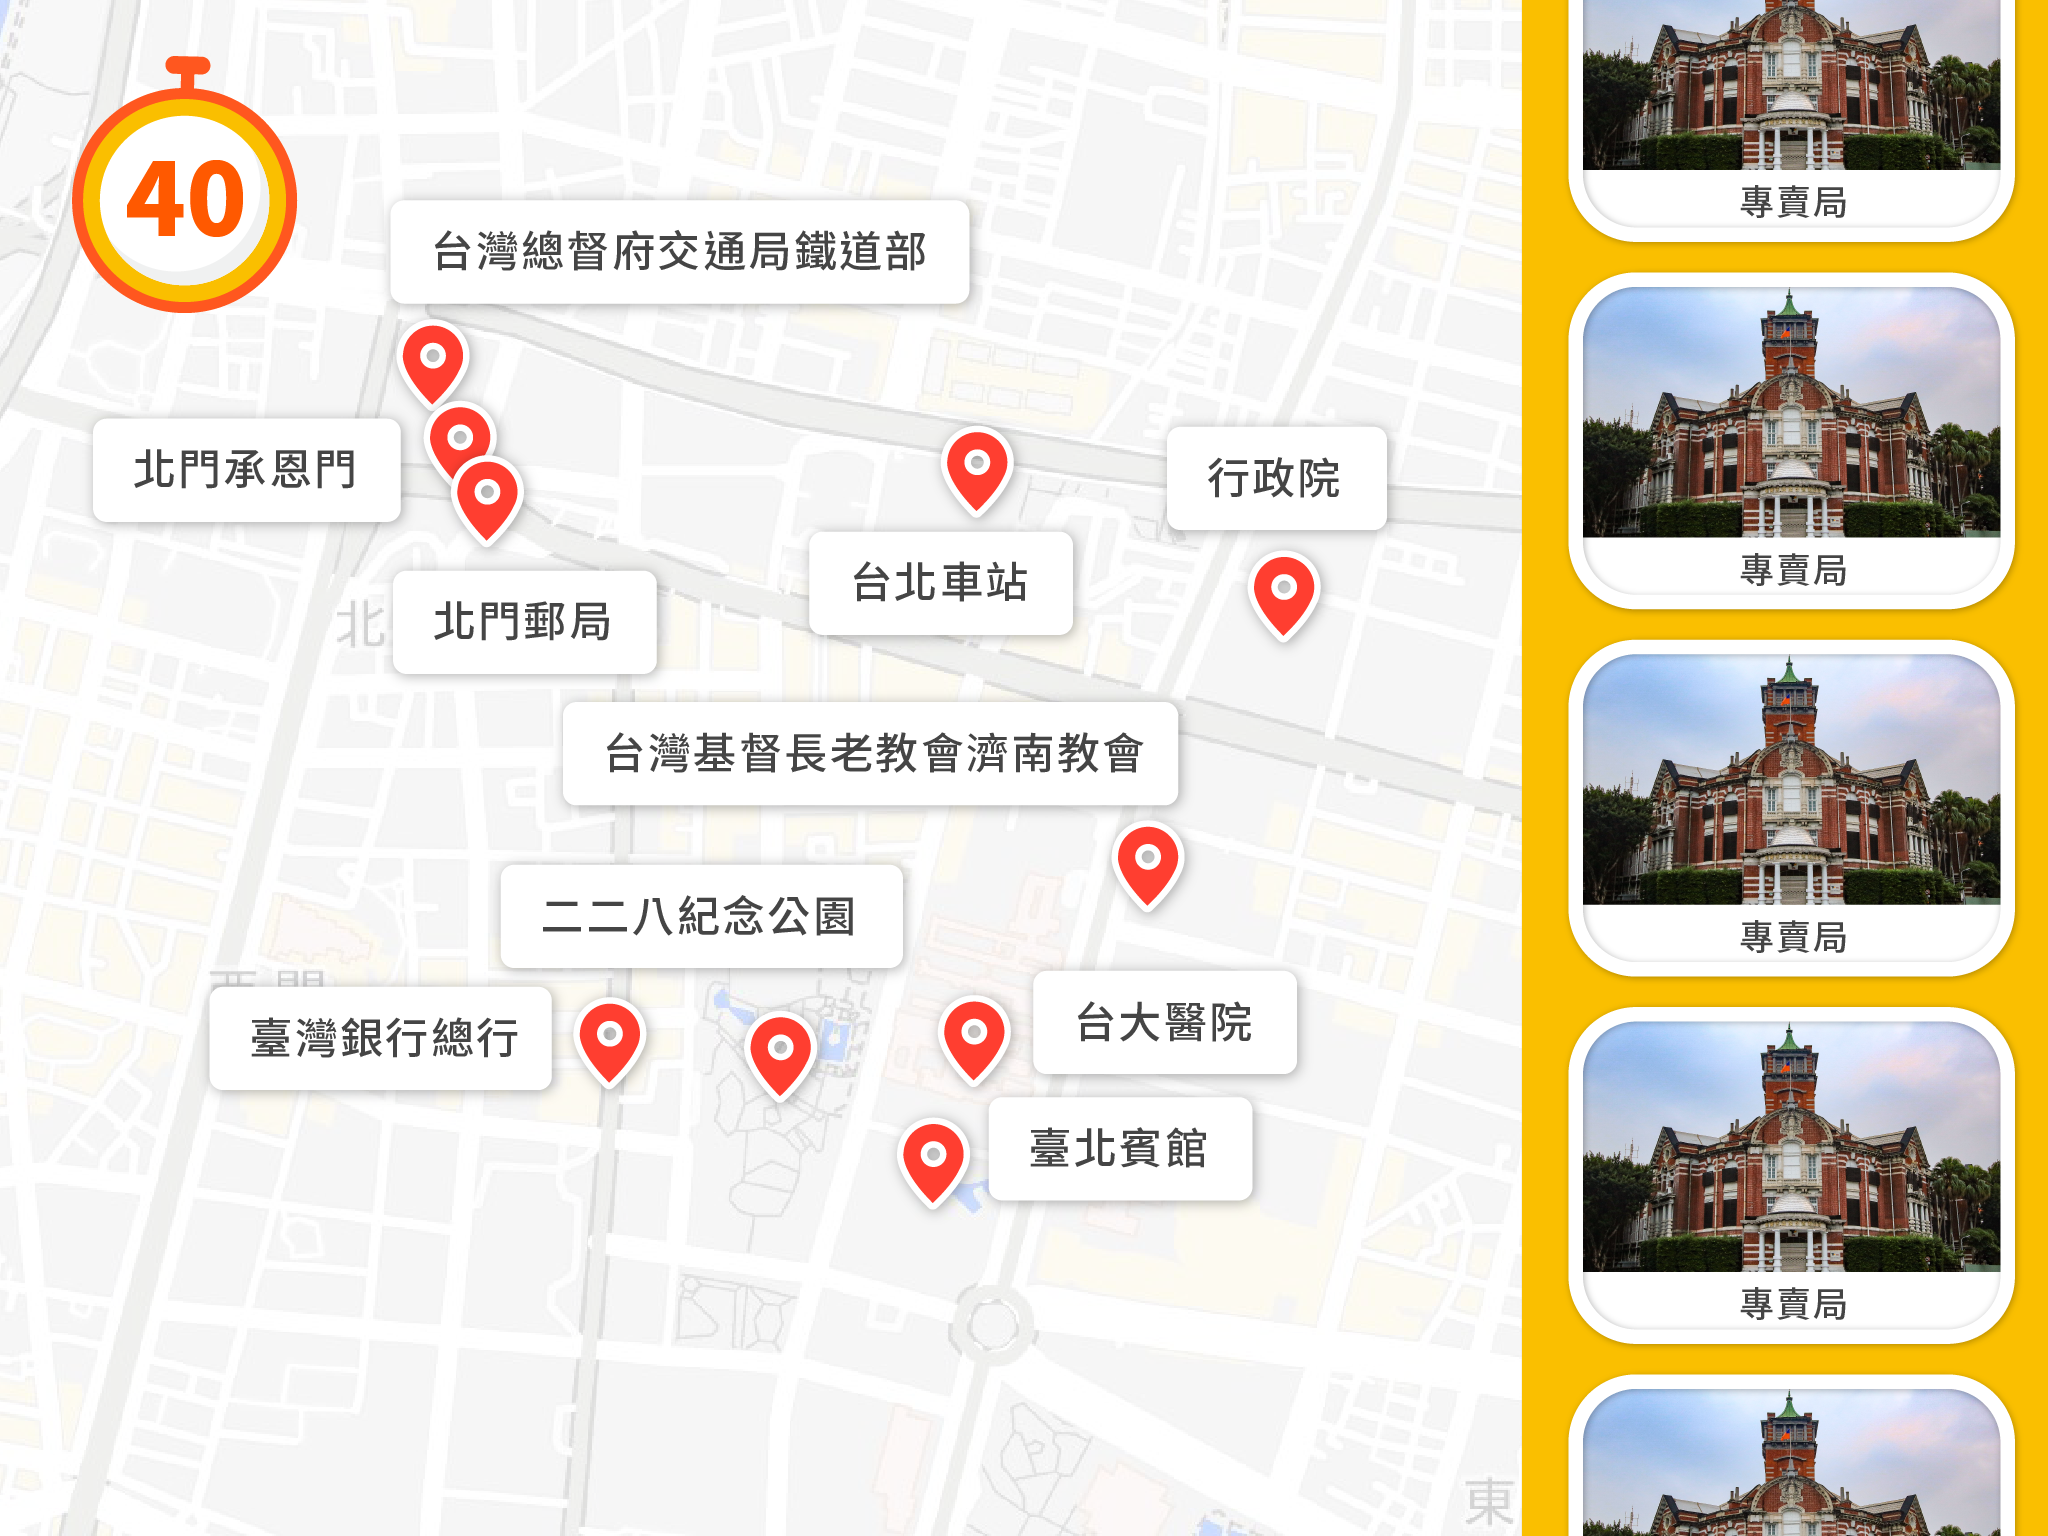 40
台灣總督府交通局鐵道部
北門承恩門
行政院
台北車站
北門郵局
北
台灣基督長老教會濟南教會
二二八紀念公園
西門
臺灣銀行總行
台大醫院
臺北賓館
東
專賣局
專賣局
專賣局
專賣局